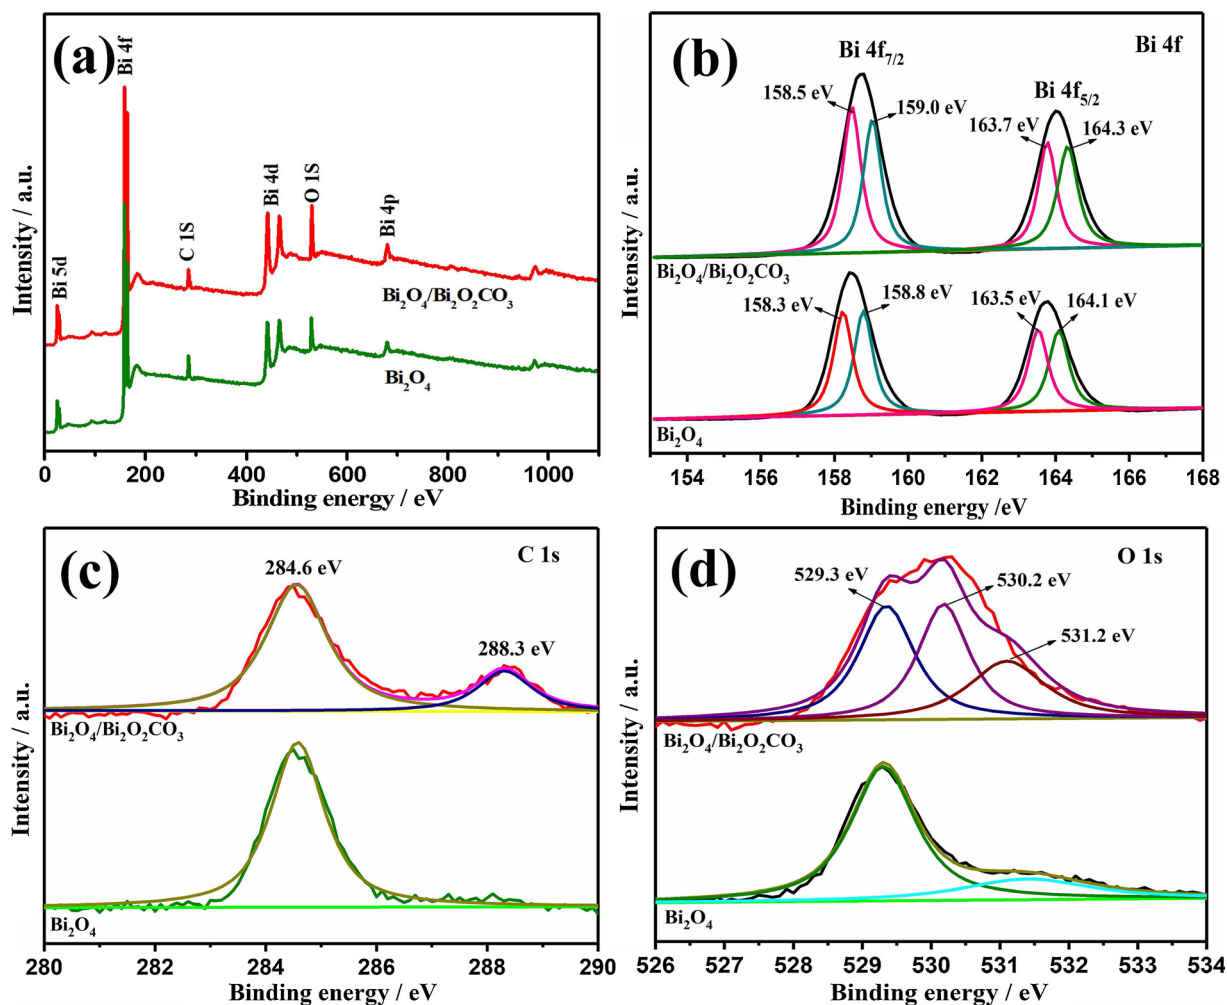 (a)
Bi 4f
Bi 5d
C 1S
Bi 4d
O 1S
Bi 4p
Bi₂O₄/Bi₂O₂CO₃
Bi₂O₄
Intensity / a.u.
0 200 400 600 800 1000
Binding energy / eV
(b)
Bi 4f
Bi 4f7/2
Bi 4f5/2
158.5 eV
159.0 eV
163.7 eV
164.3 eV
Bi₂O₄/Bi₂O₂CO₃
158.3 eV
158.8 eV
163.5 eV
164.1 eV
Bi₂O₄
Intensity / a.u.
154 156 158 160 162 164 166 168
Binding energy /eV
(c)
C 1s
284.6 eV
288.3 eV
Bi₂O₄/Bi₂O₂CO₃
Bi₂O₄
Intensity / a.u.
280 282 284 286 288 290
Binding energy / eV
(d)
O 1s
529.3 eV
530.2 eV
531.2 eV
Bi₂O₄/Bi₂O₂CO₃
Bi₂O₄
Intensity / a.u.
526 527 528 529 530 531 532 533 534
Binding energy / eV